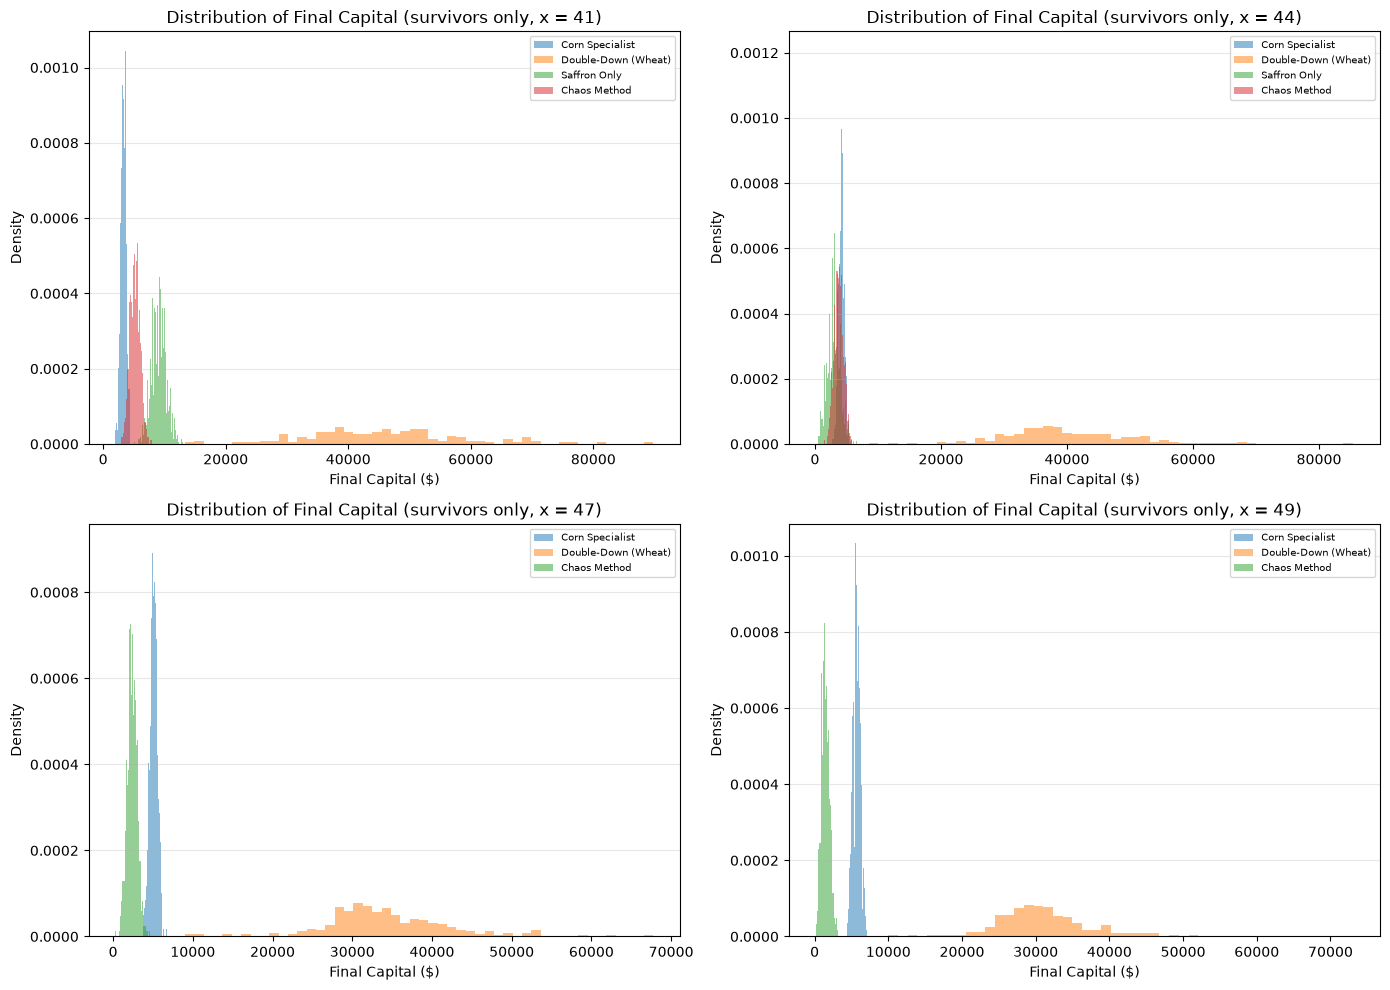 Distribution of Final Capital (survivors only, x = 41)
Density
0.0010
0.0008
0.0006
0.0004
0.0002
0.0000
Corn Specialist
Double-Down (Wheat)
Saffron Only
Chaos Method
0 20000 40000 60000 80000
Final Capital ($)
Distribution of Final Capital (survivors only, x = 44)
Density
0.0012
0.0010
0.0008
0.0006
0.0004
0.0002
0.0000
Corn Specialist
Double-Down (Wheat)
Saffron Only
Chaos Method
0 20000 40000 60000 80000
Final Capital ($)
Distribution of Final Capital (survivors only, x = 47)
Density
0.0008
0.0006
0.0004
0.0002
0.0000
Corn Specialist
Double-Down (Wheat)
Chaos Method
0 10000 20000 30000 40000 50000 60000 70000
Final Capital ($)
Distribution of Final Capital (survivors only, x = 49)
Density
0.0010
0.0008
0.0006
0.0004
0.0002
0.0000
Corn Specialist
Double-Down (Wheat)
Chaos Method
0 10000 20000 30000 40000 50000 60000 70000
Final Capital ($)